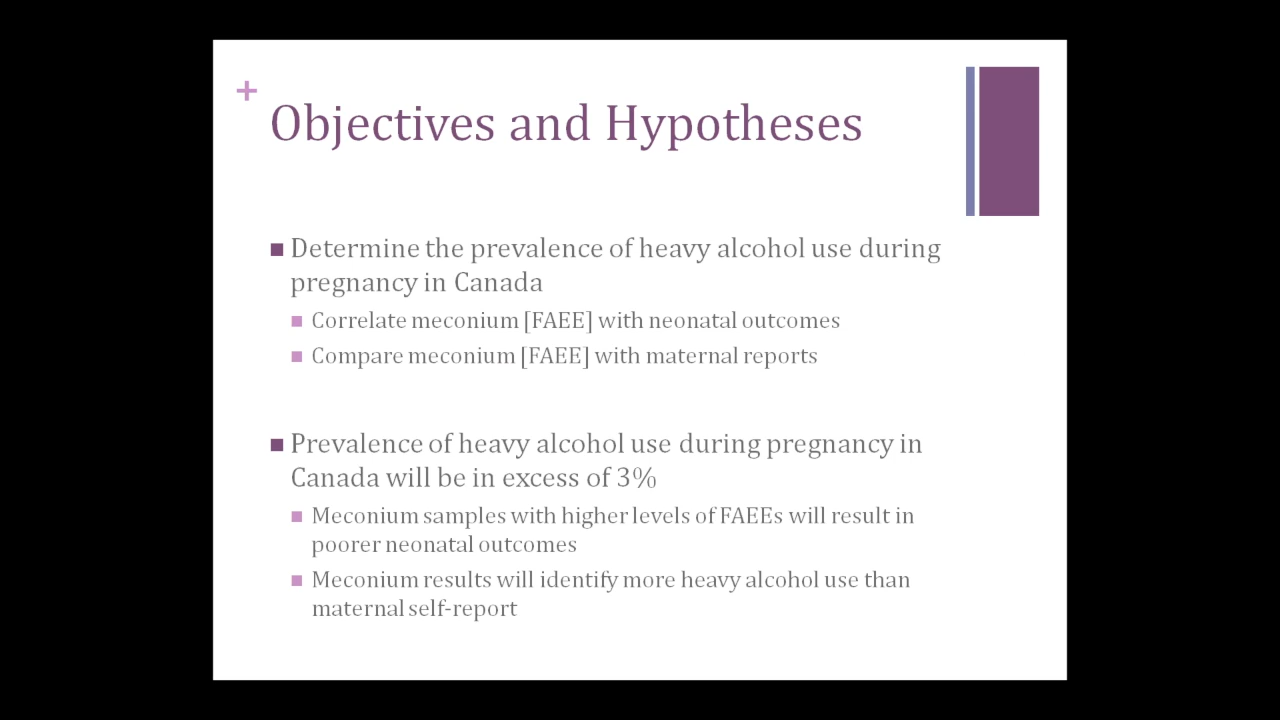 +
Objectives and Hypotheses
Determine the prevalence of heavy alcohol use during
pregnancy in Canada
Correlate meconium [FAEE] with neonatal outcomes
Compare meconium [FAEE] with maternal reports
Prevalence of heavy alcohol use during pregnancy in
Canada will be in excess of 3%
Meconium samples with higher levels of FAEEs will result in
poorer neonatal outcomes
Meconium results will identify more heavy alcohol use than
maternal self-report